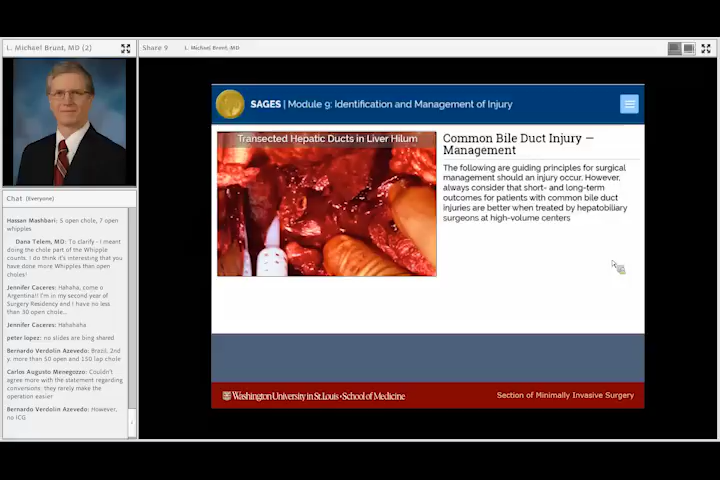 L. Michael Brunt, MD (2)
Share 9
L. Michael Brunt, MD
Chat (Everyone)
Hassan Mashbari: 5 open chole, 7 open
whipples
Dana Telem, MD: To clarify - I meant
doing the chole part of the Whipple
counts. I do think it's interesting that you
have done more Whipples than open
choles!
Jennifer Caceres: Hahaha, come o
Argentina!! I'm in my second year of
Surgery Residency and I have no less
than 30 open chole...
Jennifer Caceres: Hahahaha
peter lopez: no slides are bing shared
Bernardo Verdolin Azevedo: Brazil, 2nd
y. more than 50 open and 150 lap chole
Carlos Augusto Menegozzo: Couldn't
agree more with the statement regarding
conversions. they rarely make the
operation easier
Bernardo Verdolin Azevedo: However,
no ICG
SAGES | Module 9: Identification and Management of Injury
Transected Hepatic Ducts in Liver Hilum
Common Bile Duct Injury —
Management
The following are guiding principles for surgical
management should an injury occur. However,
always consider that short- and long-term
outcomes for patients with common bile duct
injuries are better when treated by hepatobiliary
surgeons at high-volume centers
Washington University in St. Louis • School of Medicine
Section of Minimally Invasive Surgery